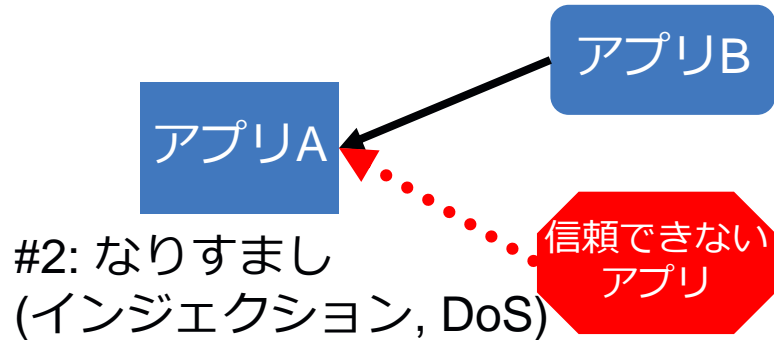 アプリB
アプリA
信頼できない
アプリ
#2: なりすまし
(インジェクション, DoS)